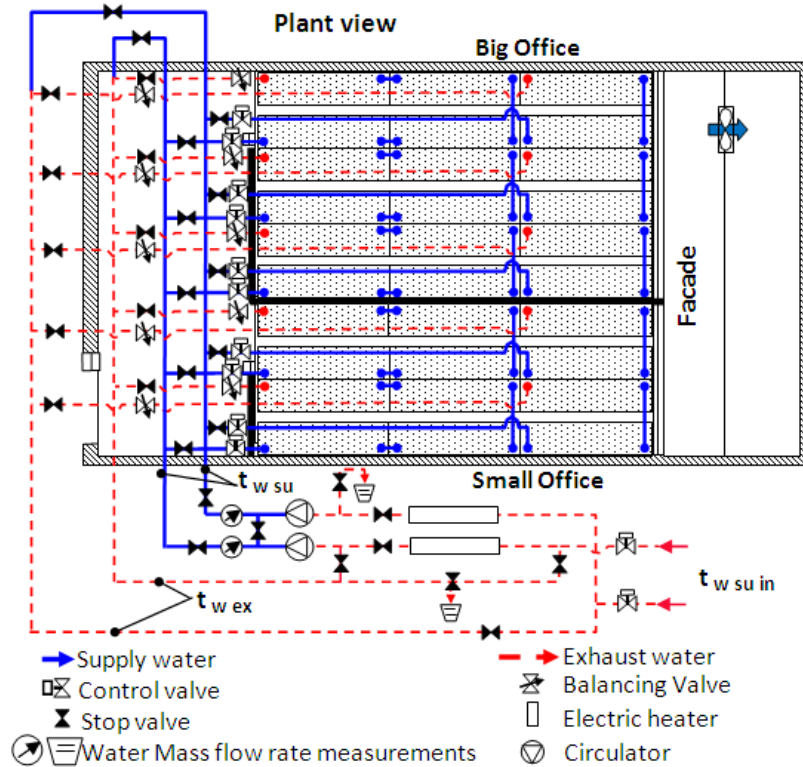 Plant view
Big Office
Facade
t w su
Small Office
t w ex
t w su in
Supply water
Exhaust water
Control valve
Balancing Valve
Stop valve
Electric heater
Water Mass flow rate measurements
Circulator